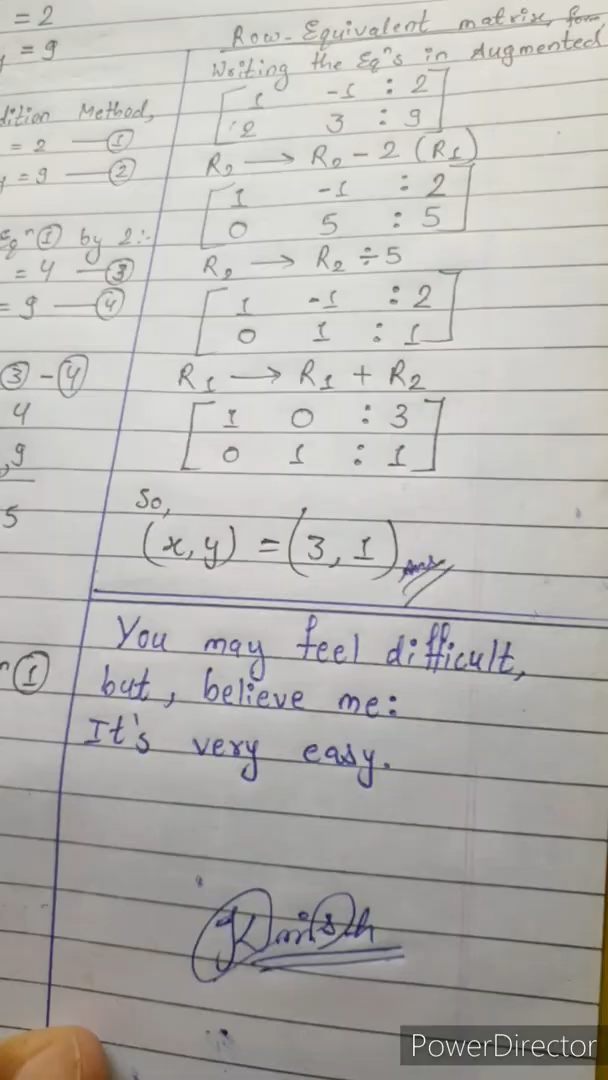 = 2
y = 9
dition Method,
= 2 — ①
y = 9 — ②
Eqⁿ ① by 2:-
= 4 — ③
= 9 — ④
③ - ④
4
,9
5
n ①
Row-Equivalent matrix, form
Writing the Eqⁿs in Augmented
1 -1 : 2
2 3 : 9
R₂ → R₂ - 2 (R₁)
1 -1 : 2
0 5 : 5
R₂ → R₂ ÷ 5
1 -1 : 2
0 1 : 1
R₁ → R₁ + R₂
1 0 : 3
0 1 : 1
So,
(x, y) = (3, 1) Ans
You may feel difficult,
but, believe me:
It's very easy.
PowerDirector